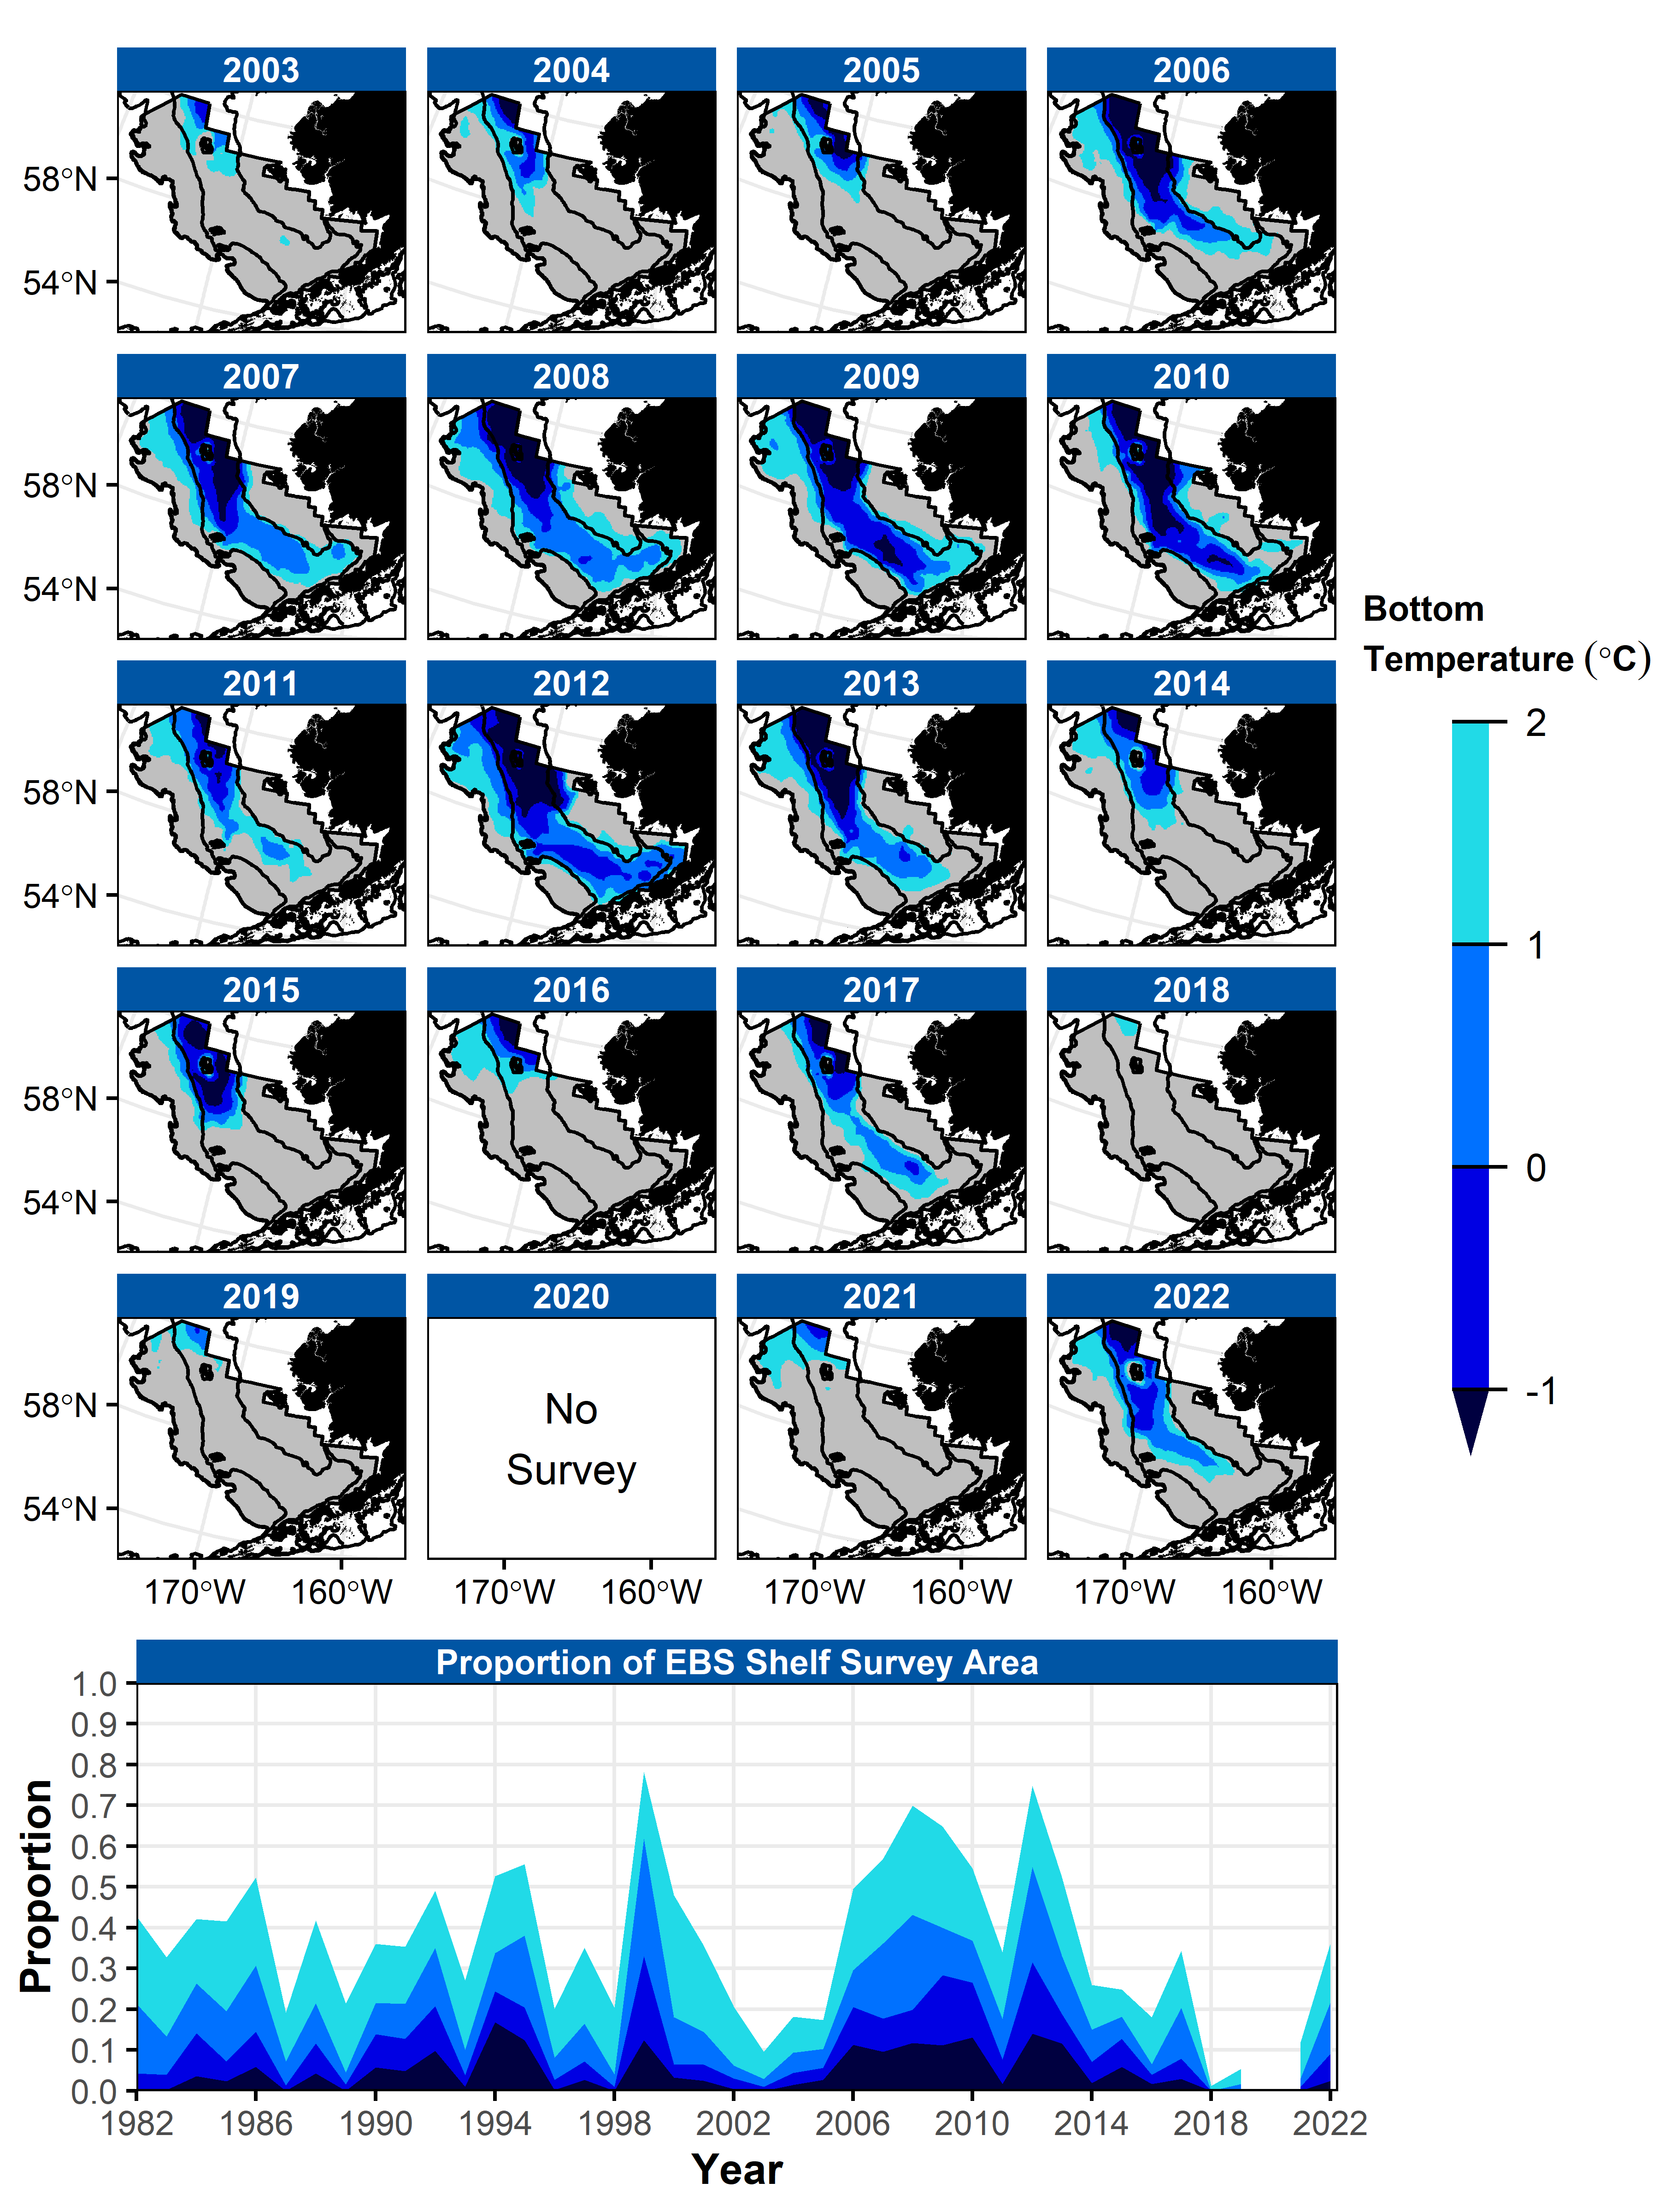 2003 2004 2005 2006
58°N
54°N
2007 2008 2009 2010
58°N
54°N
2011 2012 2013 2014
58°N
54°N
2015 2016 2017 2018
58°N
54°N
2019 2020 2021 2022
58°N
54°N
No
Survey
170°W 160°W 170°W 160°W 170°W 160°W 170°W 160°W
Bottom
Temperature (°C)
2
1
0
-1
Proportion of EBS Shelf Survey Area
Proportion
1.0
0.9
0.8
0.7
0.6
0.5
0.4
0.3
0.2
0.1
0.0
1982 1986 1990 1994 1998 2002 2006 2010 2014 2018 2022
Year